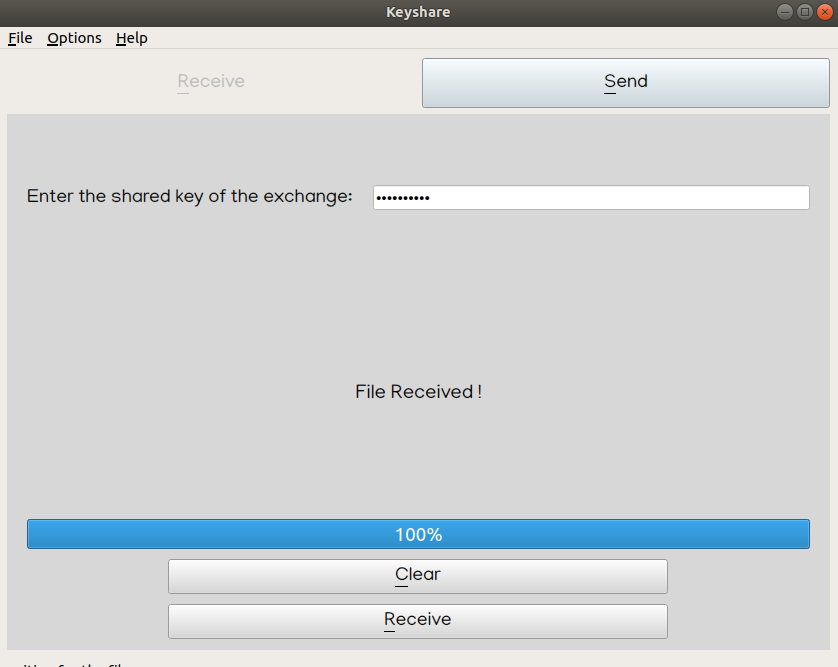 Keyshare
File Options Help
Receive Send
Enter the shared key of the exchange: ••••••••••
File Received !
100%
Clear
Receive